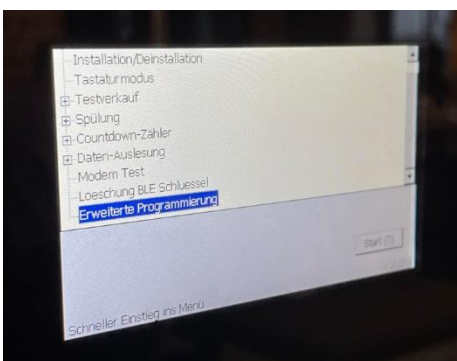 Installation/Deinstallation
Tastaturmodus
Testverkauf
Spülung
Countdown-Zähler
Daten-Auslesung
Modem Test
Loeschung BLE Schluessel
Erweiterte Programmierung
Start (7)
Schneller Einstieg ins Menü